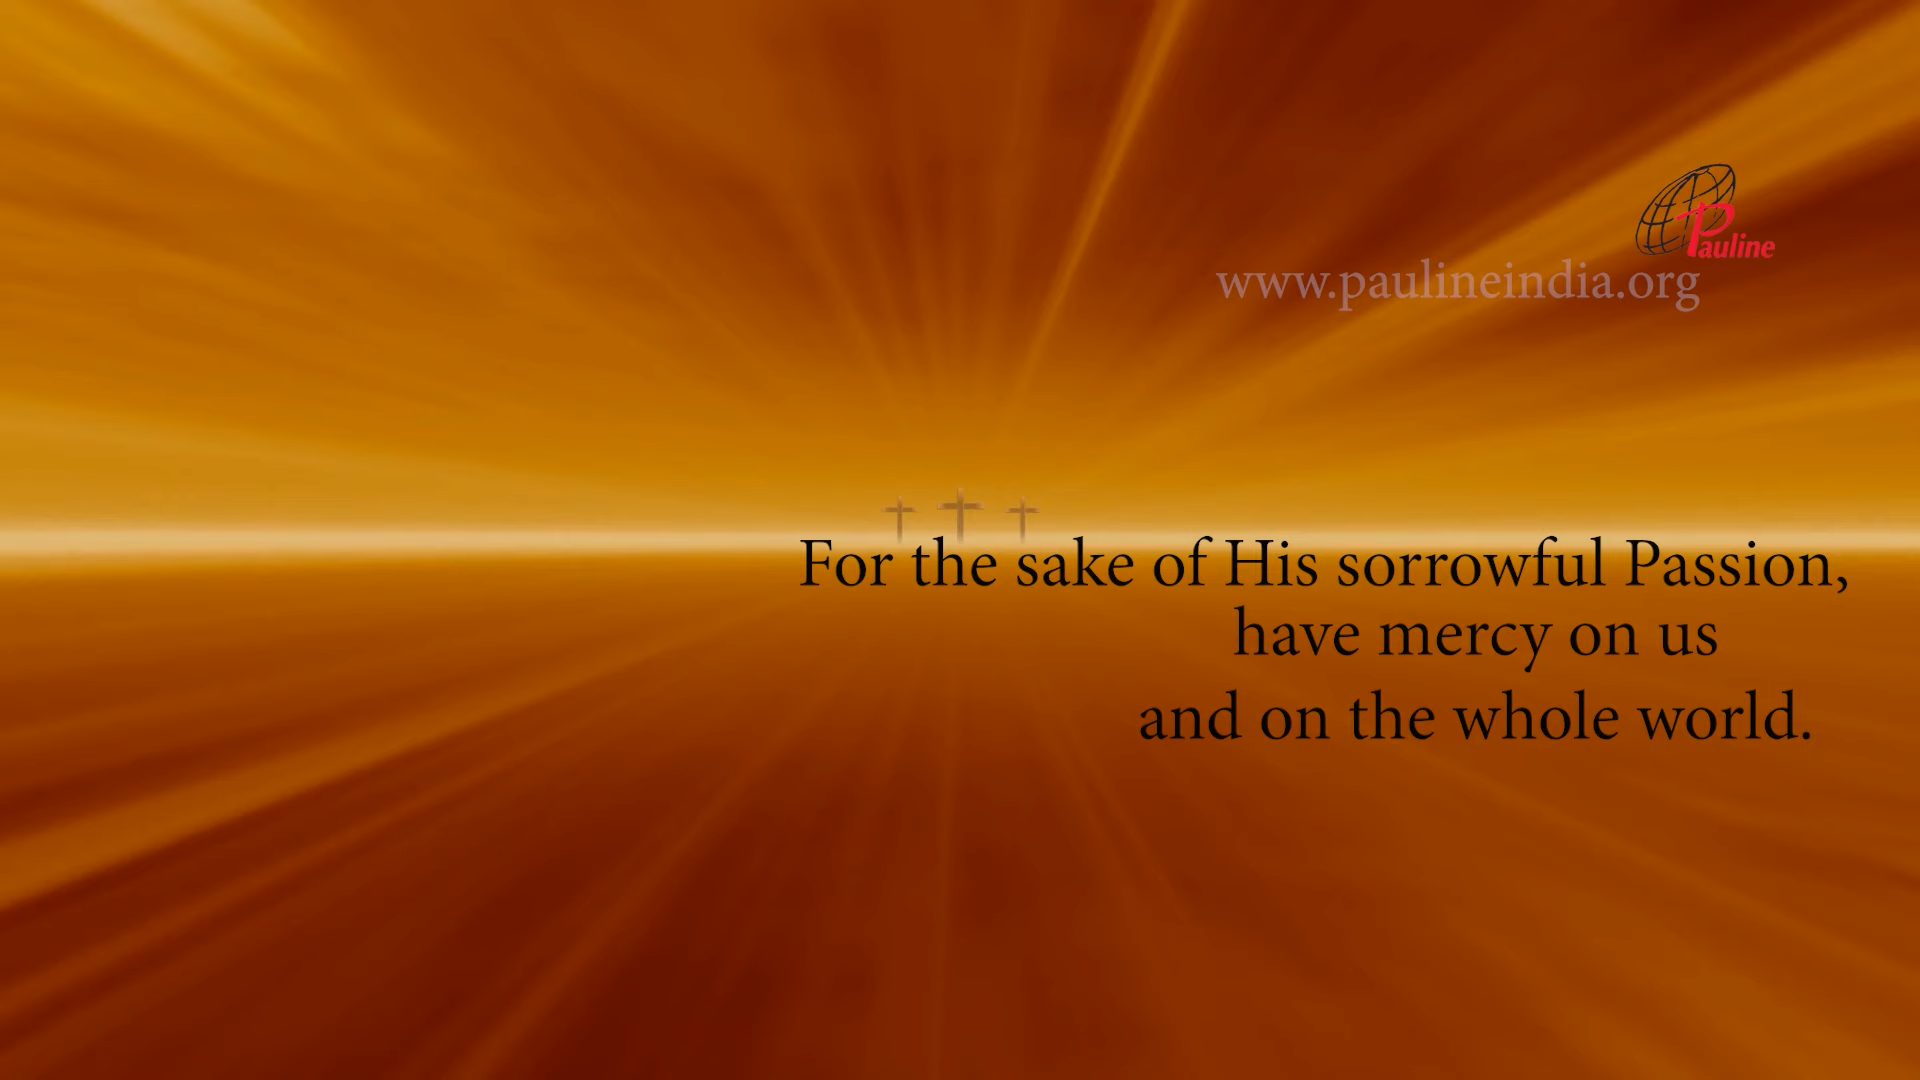 Pauline
www.paulineindia.org
For the sake of His sorrowful Passion,
have mercy on us
and on the whole world.